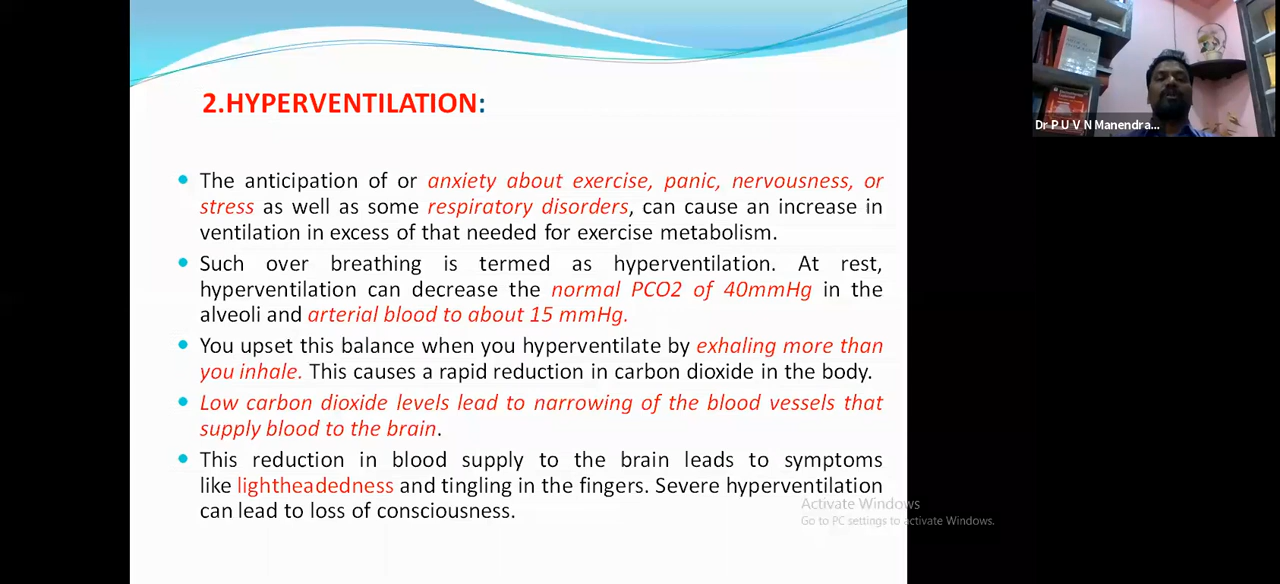 2.HYPERVENTILATION:
The anticipation of or anxiety about exercise, panic, nervousness, or
stress as well as some respiratory disorders, can cause an increase in
ventilation in excess of that needed for exercise metabolism.
Such over breathing is termed as hyperventilation. At rest,
hyperventilation can decrease the normal PCO2 of 40mmHg in the
alveoli and arterial blood to about 15 mmHg.
You upset this balance when you hyperventilate by exhaling more than
you inhale. This causes a rapid reduction in carbon dioxide in the body.
Low carbon dioxide levels lead to narrowing of the blood vessels that
supply blood to the brain.
This reduction in blood supply to the brain leads to symptoms
like lightheadedness and tingling in the fingers. Severe hyperventilation
can lead to loss of consciousness.
Activate Windows
Go to PC settings to activate Windows.
Dr P U V N Manendra...